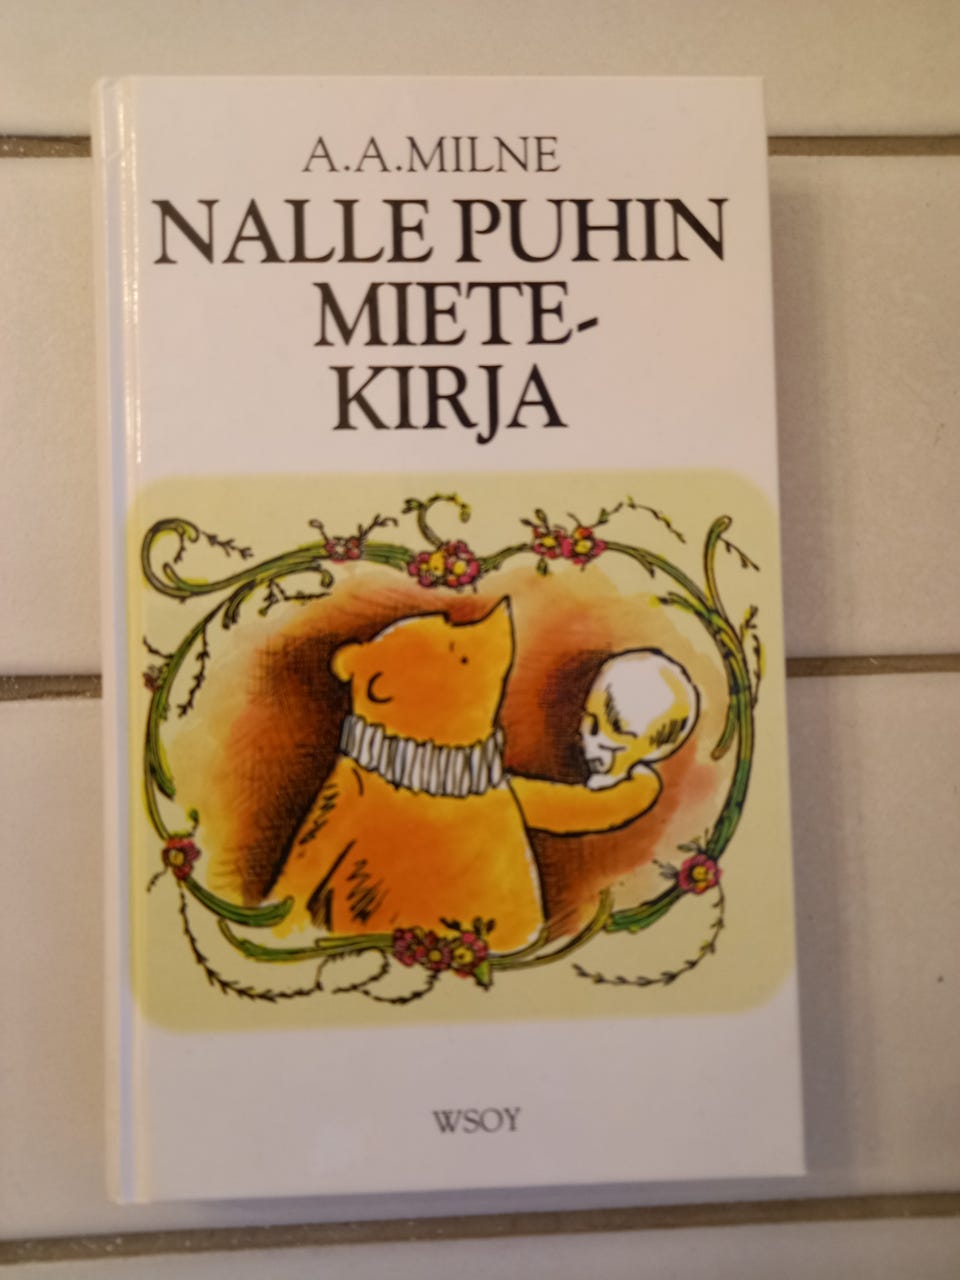 A.A.MILNE
NALLE PUHIN
MIETE-
KIRJA
WSOY